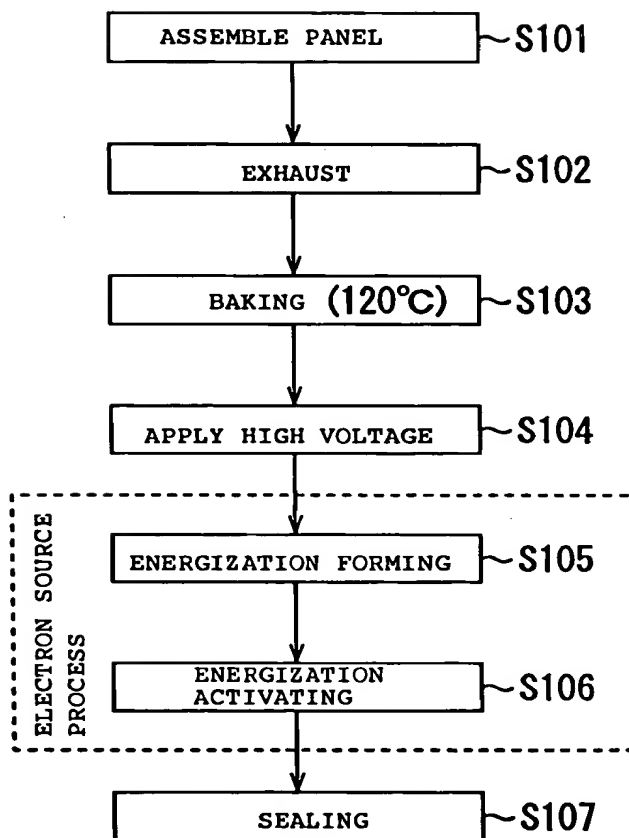 ASSEMBLE PANEL S101
EXHAUST S102
BAKING (120°C) S103
APPLY HIGH VOLTAGE S104
ELECTRON SOURCE
PROCESS
ENERGIZATION FORMING S105
ENERGIZATION
ACTIVATING S106
SEALING S107